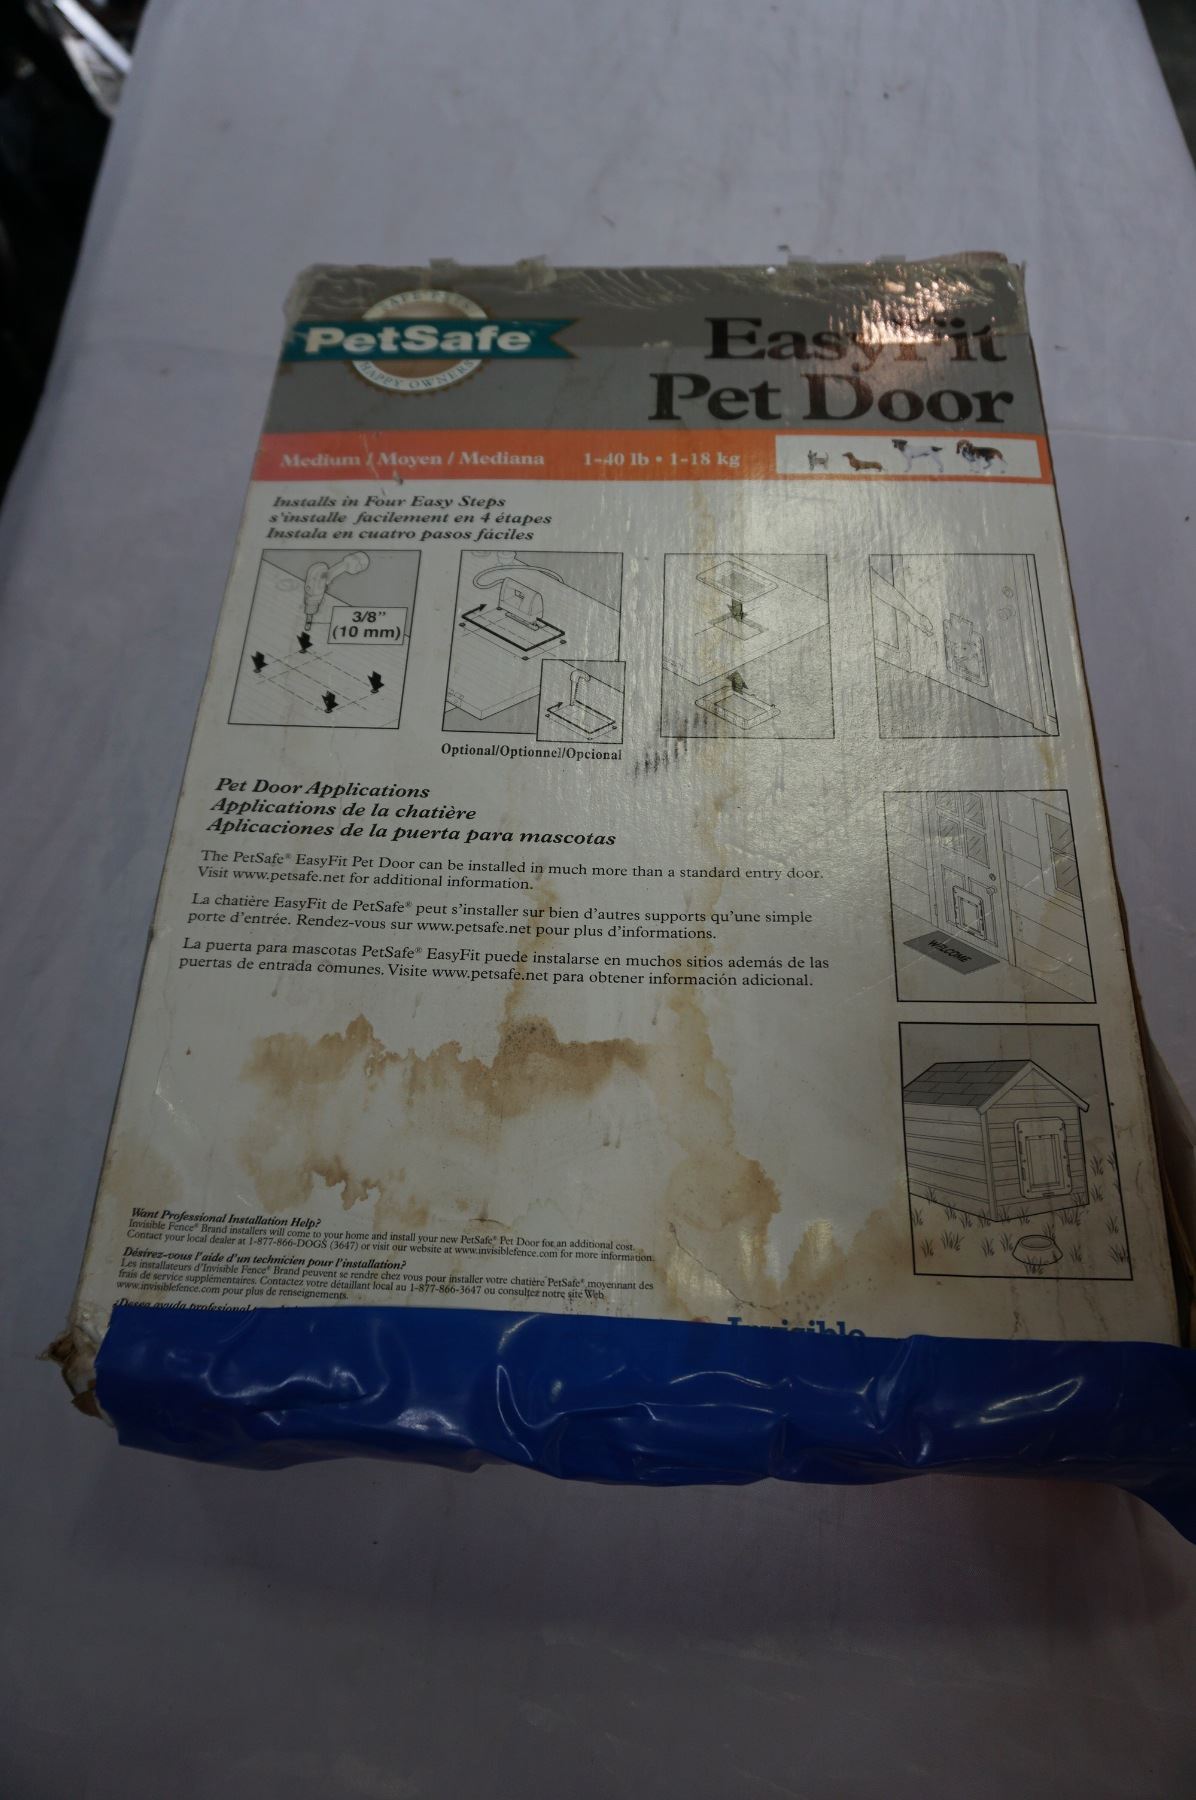 SAFE PETS
PetSafe®
HAPPY OWNERS
EasyFit
Pet Door
Medium / Moyen / Mediana 1-40 lb • 1-18 kg
Installs in Four Easy Steps
s'installe facilement en 4 étapes
Instala en cuatro pasos fáciles
3/8"
(10 mm)
Optional/Optionnel/Opcional
Pet Door Applications
Applications de la chatière
Aplicaciones de la puerta para mascotas
The PetSafe® EasyFit Pet Door can be installed in much more than a standard entry door.
Visit www.petsafe.net for additional information.
La chatière EasyFit de PetSafe® peut s'installer sur bien d'autres supports qu'une simple
porte d'entrée. Rendez-vous sur www.petsafe.net pour plus d'informations.
La puerta para mascotas PetSafe® EasyFit puede instalarse en muchos sitios además de las
puertas de entrada comunes. Visite www.petsafe.net para obtener información adicional.
WELCOME
Want Professional Installation Help?
Invisible Fence® Brand installers will come to your home and install your new PetSafe® Pet Door for an additional cost.
Contact your local dealer at 1-877-866-DOGS (3647) or visit our website at www.invisiblefence.com for more information.
Désirez-vous l'aide d'un technicien pour l'installation?
Les installateurs d'Invisible Fence® Brand peuvent se rendre chez vous pour installer votre chatière PetSafe® moyennant des
frais de service supplémentaires. Contactez votre détaillant local au 1-877-866-3647 ou consultez notre site Web
www.invisiblefence.com pour plus de renseignements.
¿Desea ayuda profesional
Invisible